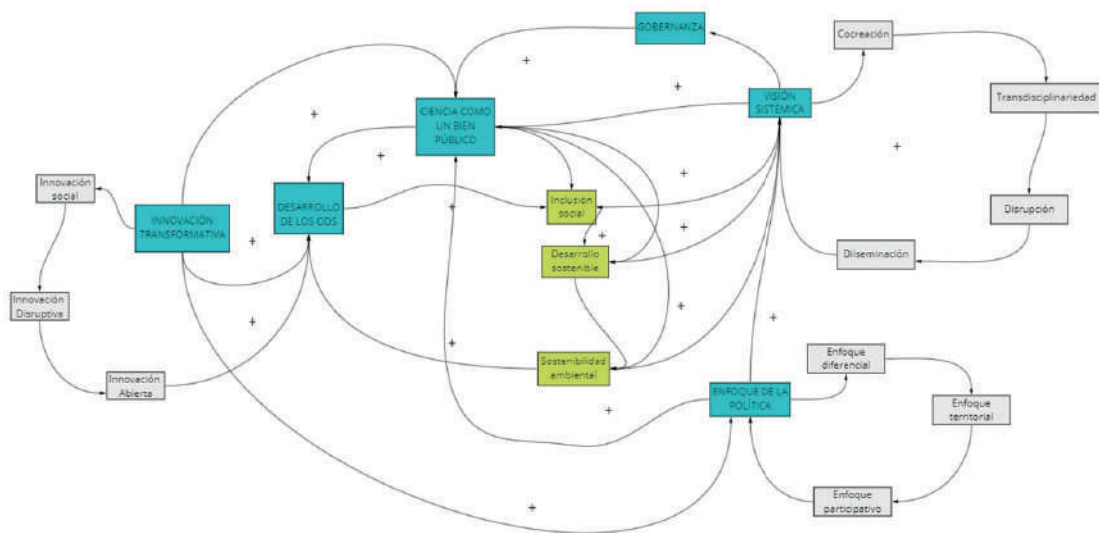 GOBERNANZA
Cocreación
+
+
VISIÓN
SISTÉMICA
Transdisciplinariedad
CIENCIA COMO
UN BIEN
PÚBLICO
+
+
+
+
Innovación
social
Inclusión
social
DESARROLLO
DE LOS ODS
INNOVACIÓN
TRANSFORMATIVA
+
Disrupción
+
+
+
Desarrollo
sostenible
Diiseminación
Innovación
Disruptiva
+
+
+
+
Sostenibilidad
ambiental
Enfoque
diferencial
Innovación
Abierta
ENFOQUE DE LA
POLÍTICA
Enfoque
territorial
+
Enfoque
participativo
+